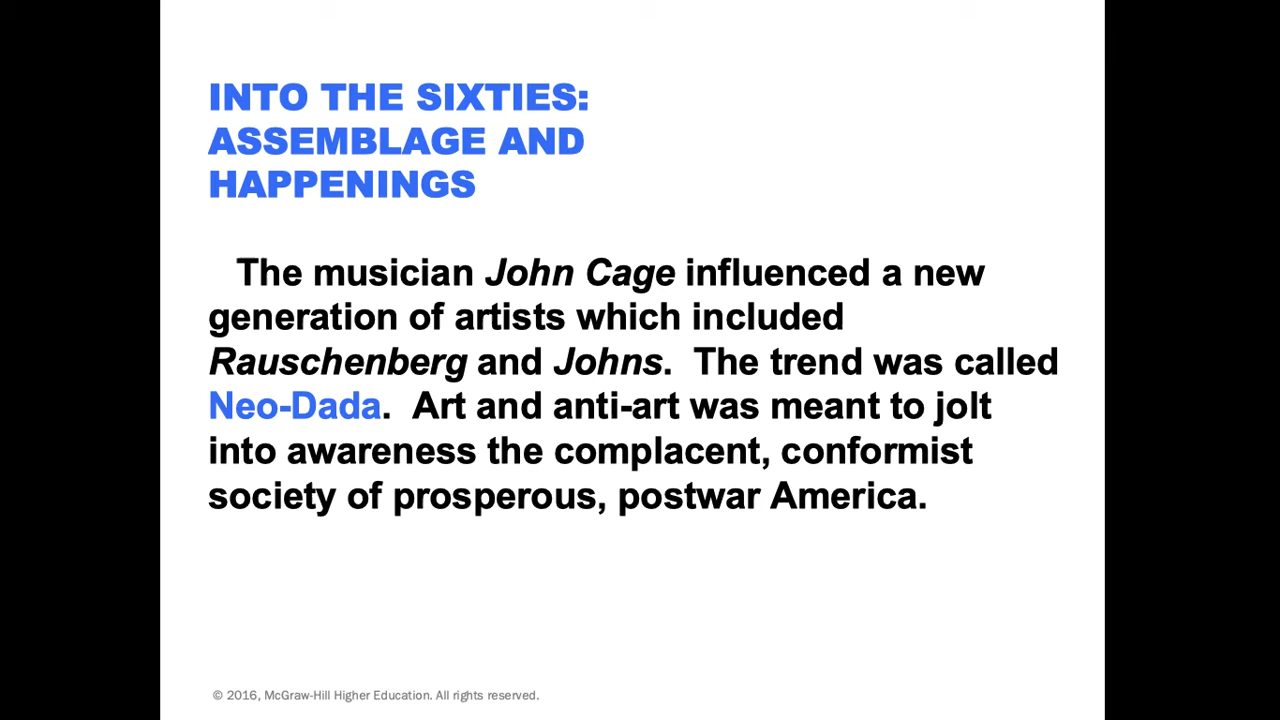 INTO THE SIXTIES:
ASSEMBLAGE AND
HAPPENINGS
The musician John Cage influenced a new
generation of artists which included
Rauschenberg and Johns.  The trend was called
Neo-Dada.  Art and anti-art was meant to jolt
into awareness the complacent, conformist
society of prosperous, postwar America.
© 2016, McGraw-Hill Higher Education. All rights reserved.